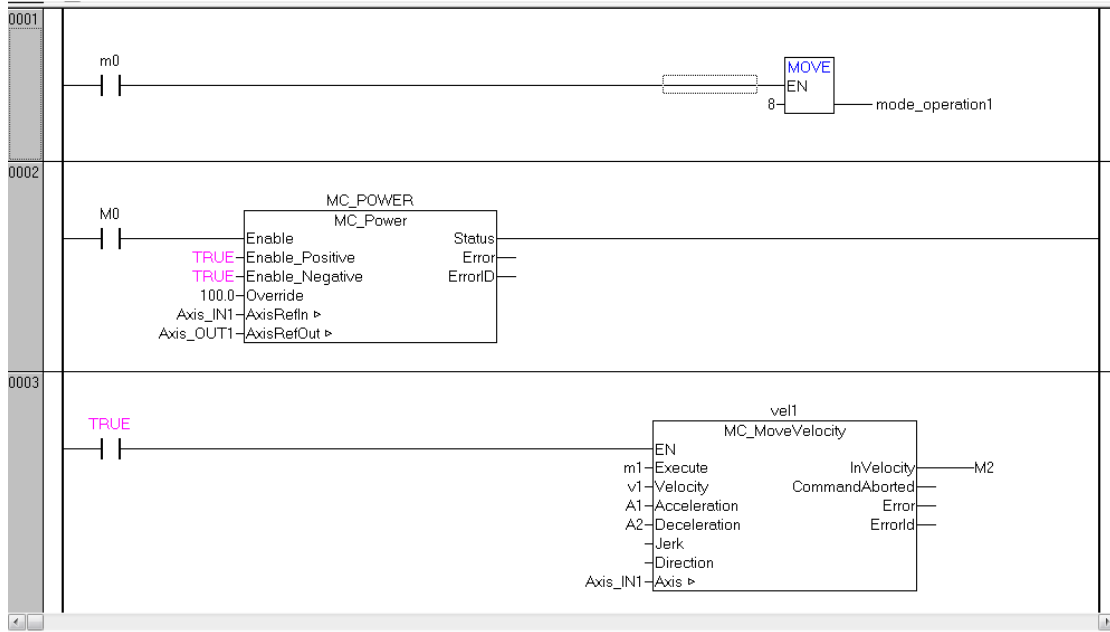 0001
m0
MOVE
EN
8
mode_operation1
0002
MC_POWER
M0
MC_Power
Enable Status
TRUE Enable_Positive Error
TRUE Enable_Negative ErrorID
100.0 Override
Axis_IN1 AxisRefIn
Axis_OUT1 AxisRefOut
0003
vel1
TRUE
MC_MoveVelocity
EN
m1 Execute InVelocity M2
v1 Velocity CommandAborted
A1 Acceleration Error
A2 Deceleration ErrorId
Jerk
Direction
Axis_IN1 Axis